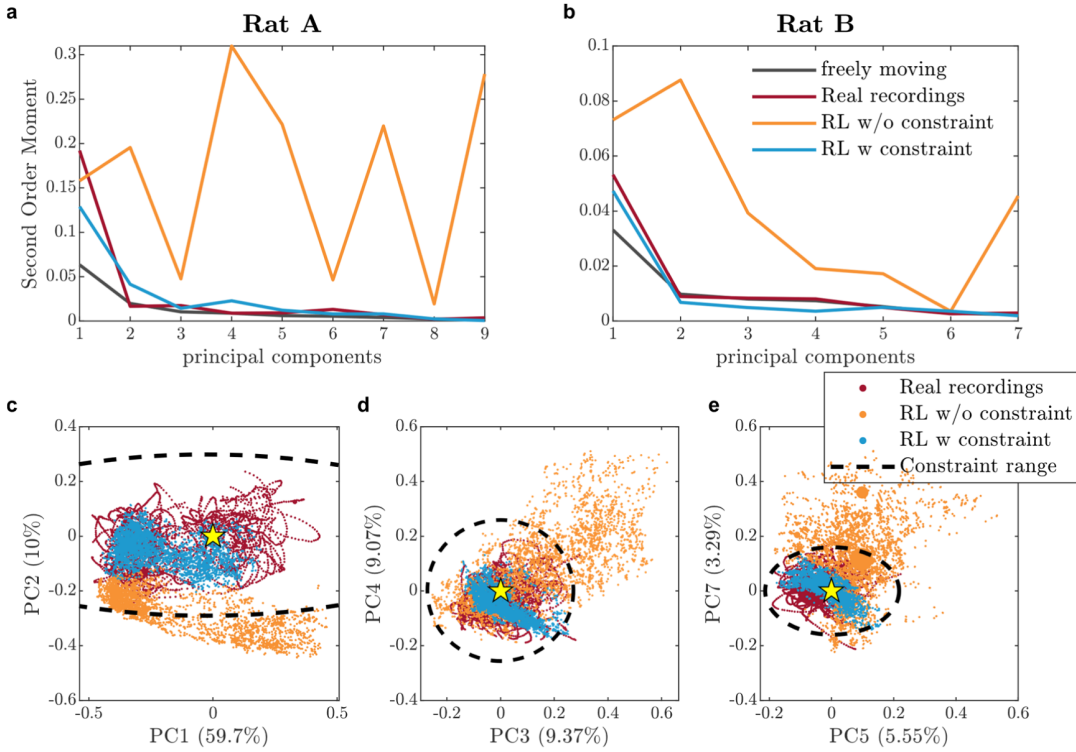 a
Rat A
0.3
0.25
0.2
0.15
0.1
0.05
0
Second Order Moment
1 2 3 4 5 6 7 8 9
principal components
b
Rat B
0.1
0.08
0.06
0.04
0.02
0
1 2 3 4 5 6 7
principal components
freely moving
Real recordings
RL w/o constraint
RL w constraint
Real recordings
RL w/o constraint
RL w constraint
Constraint range
c
0.4
0.2
0
-0.2
-0.4
-0.6
PC2 (10%)
-0.5 0 0.5
PC1 (59.7%)
d
0.6
0.4
0.2
0
-0.2
-0.4
PC4 (9.07%)
-0.2 0 0.2 0.4 0.6
PC3 (9.37%)
e
0.6
0.4
0.2
0
-0.2
-0.4
PC7 (3.29%)
-0.2 0 0.2 0.4 0.6
PC5 (5.55%)